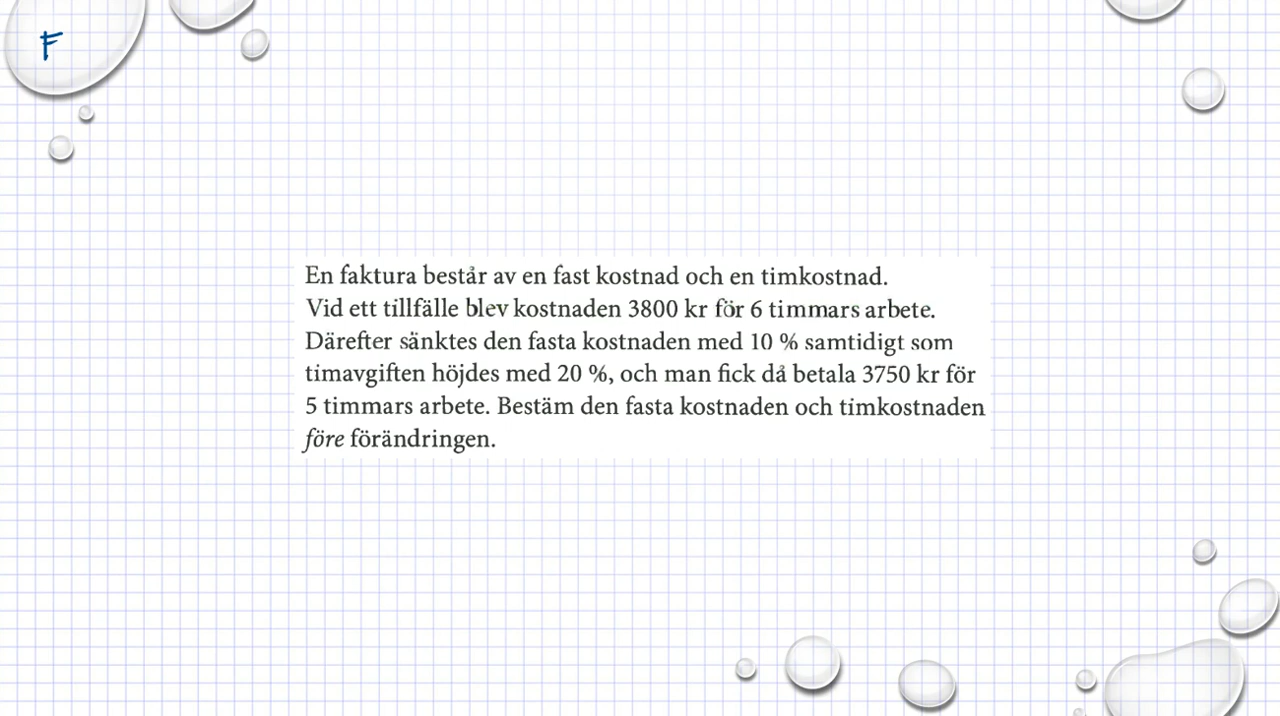 F
En faktura består av en fast kostnad och en timkostnad.
Vid ett tillfälle blev kostnaden 3800 kr för 6 timmars arbete.
Därefter sänktes den fasta kostnaden med 10 % samtidigt som
timavgiften höjdes med 20 %, och man fick då betala 3750 kr för
5 timmars arbete. Bestäm den fasta kostnaden och timkostnaden
före förändringen.